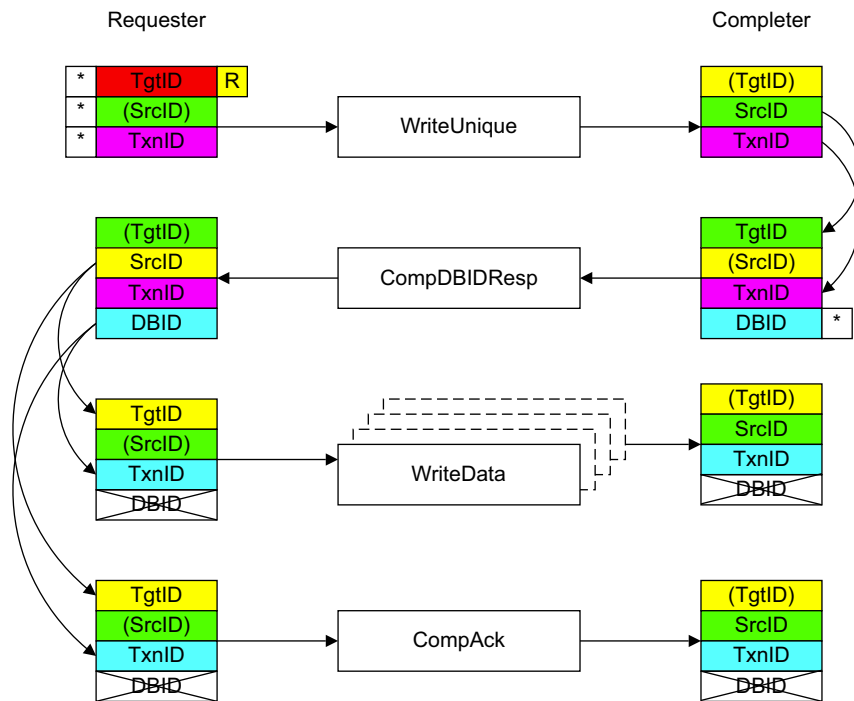 Requester Completer
* TgtID R (TgtID)
* (SrcID) SrcID
* TxnID WriteUnique TxnID
(TgtID) TgtID
SrcID CompDBIDResp (SrcID)
TxnID TxnID
DBID DBID *
TgtID (TgtID)
(SrcID) SrcID
TxnID WriteData TxnID
DBID DBID
TgtID (TgtID)
(SrcID) CompAck SrcID
TxnID TxnID
DBID DBID